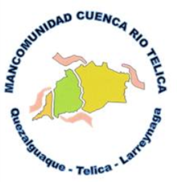 MANCOMUNIDAD CUENCA RIO TELICA
Quezalguaque - Telica - Larreynaga